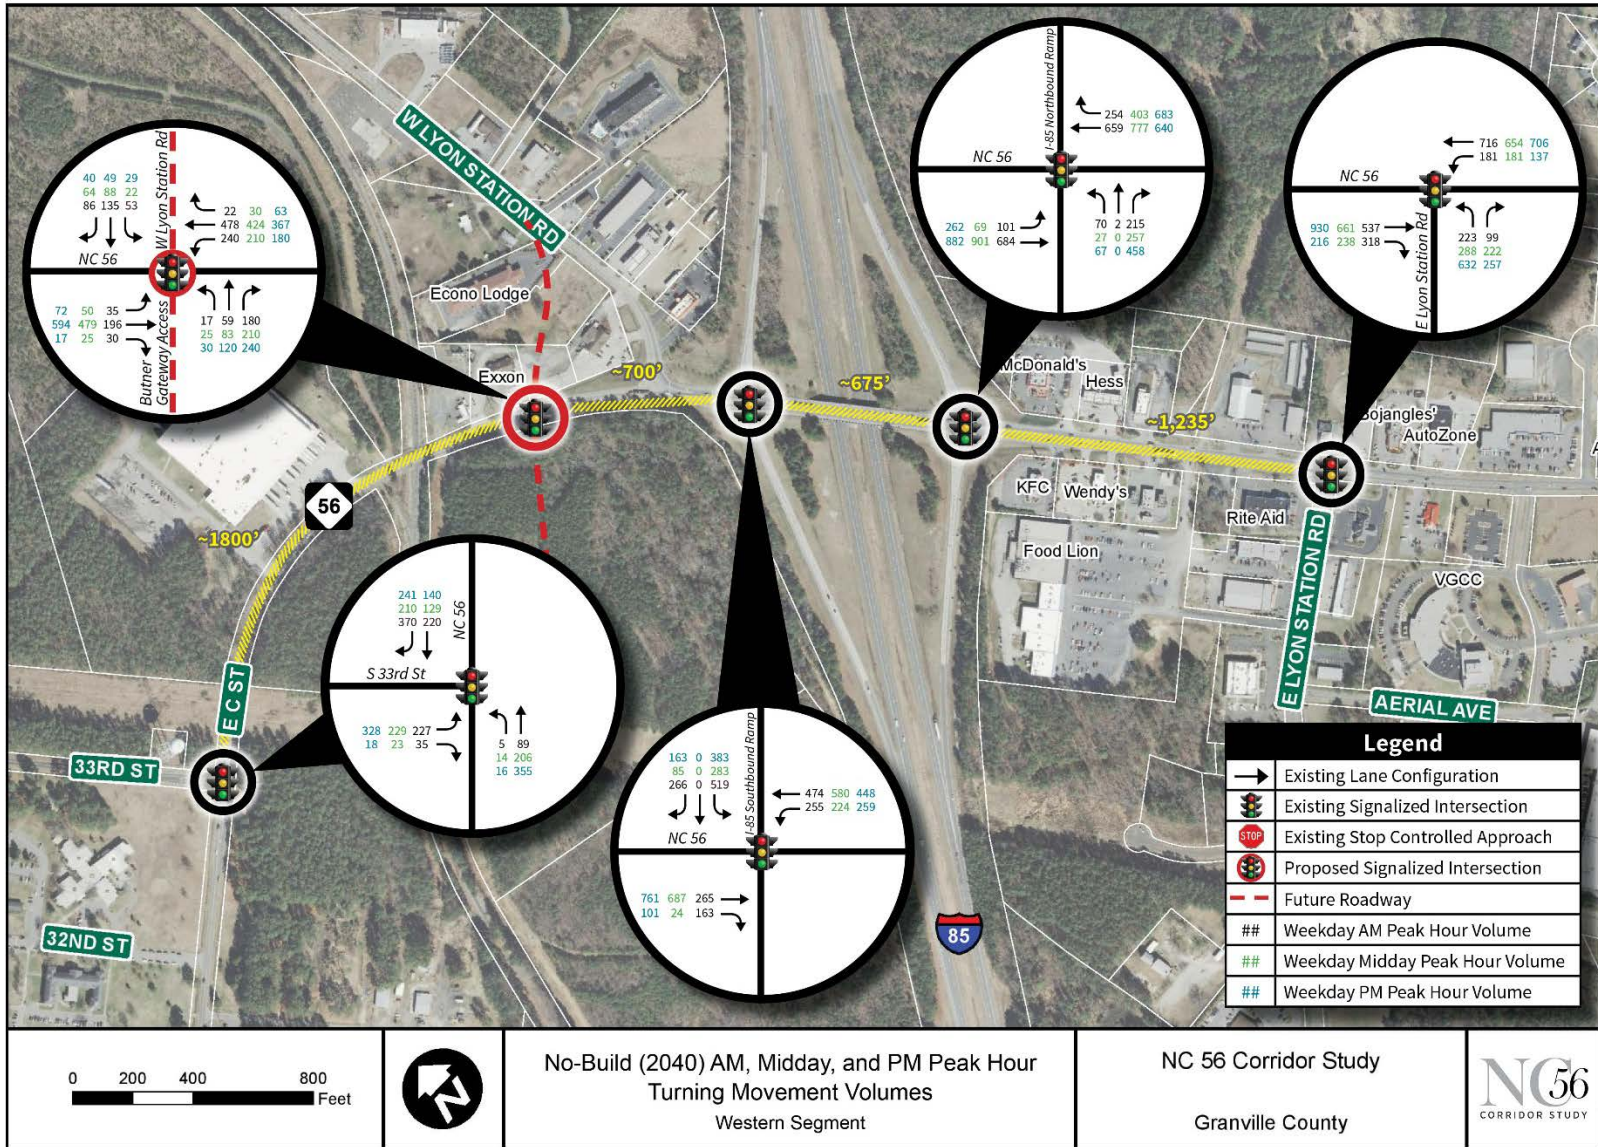 W LYON STATION RD
Econo Lodge
Exxon
~700'
~675'
~1,235'
~1800'
56
McDonald's
Hess
Bojangles'
AutoZone
KFC
Wendy's
Rite Aid
Food Lion
VGCC
E LYON STATION RD
AERIAL AVE
E C ST
33RD ST
32ND ST
85
W Lyon Station Rd
40 49 29
64 88 22
86 135 53
22 30 63
478 424 367
240 210 180
NC 56
72 50 35
594 479 196
17 25 30
17 59 180
25 83 210
30 120 240
Butner
Gateway Access
241 140
210 129
370 220
NC 56
S 33rd St
328 229 227
18 23 35
5 89
14 206
16 355
I-85 Southbound Ramp
163 0 383
85 0 283
266 0 519
474 580 448
255 224 259
NC 56
761 687 265
101 24 163
I-85 Northbound Ramp
254 403 683
659 777 640
NC 56
262 69 101
882 901 684
70 2 215
27 0 257
67 0 458
716 654 706
181 181 137
NC 56
930 661 537
216 238 318
E Lyon Station Rd
223 99
288 222
632 257
Legend
Existing Lane Configuration
Existing Signalized Intersection
STOP Existing Stop Controlled Approach
Proposed Signalized Intersection
Future Roadway
## Weekday AM Peak Hour Volume
## Weekday Midday Peak Hour Volume
## Weekday PM Peak Hour Volume
0 200 400 800
Feet
N
No-Build (2040) AM, Midday, and PM Peak Hour
Turning Movement Volumes
Western Segment
NC 56 Corridor Study
Granville County
NC 56
CORRIDOR STUDY